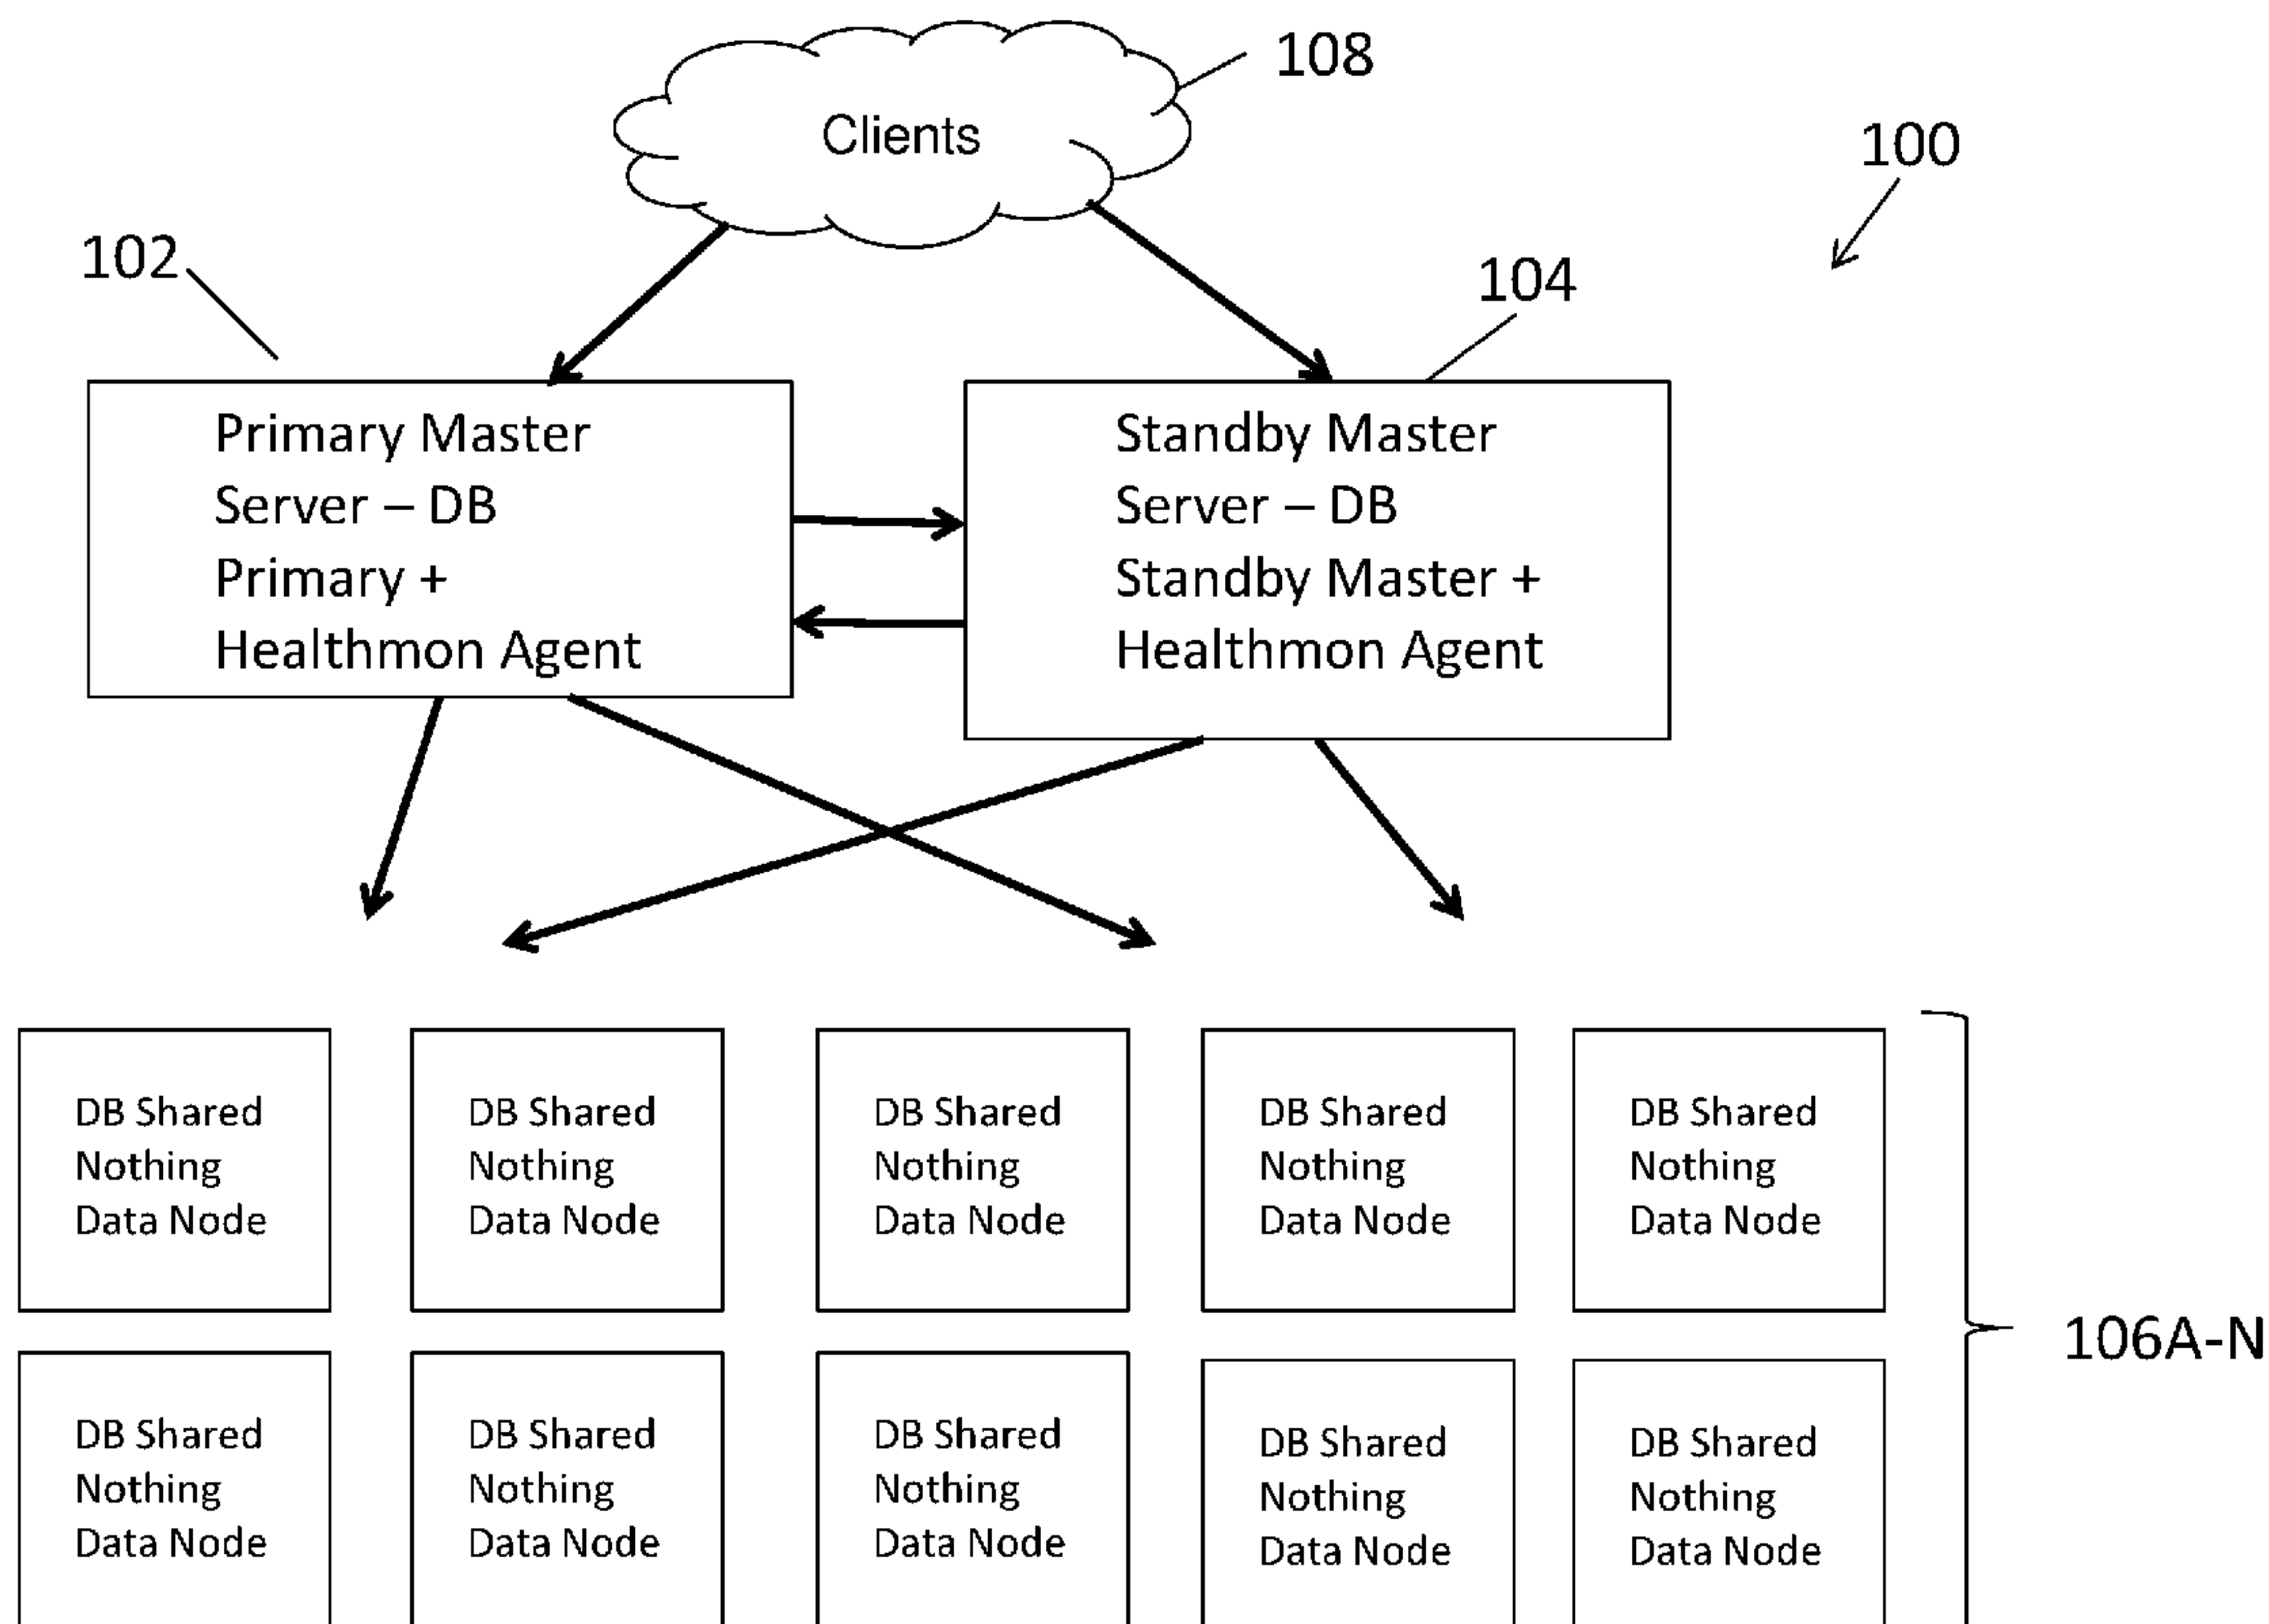 108
Clients
100
102
104
Primary Master
Server – DB
Primary +
Healthmon Agent
Standby Master
Server – DB
Standby Master +
Healthmon Agent
DB Shared
Nothing
Data Node
DB Shared
Nothing
Data Node
DB Shared
Nothing
Data Node
DB Shared
Nothing
Data Node
DB Shared
Nothing
Data Node
106A-N
DB Shared
Nothing
Data Node
DB Shared
Nothing
Data Node
DB Shared
Nothing
Data Node
DB Shared
Nothing
Data Node
DB Shared
Nothing
Data Node